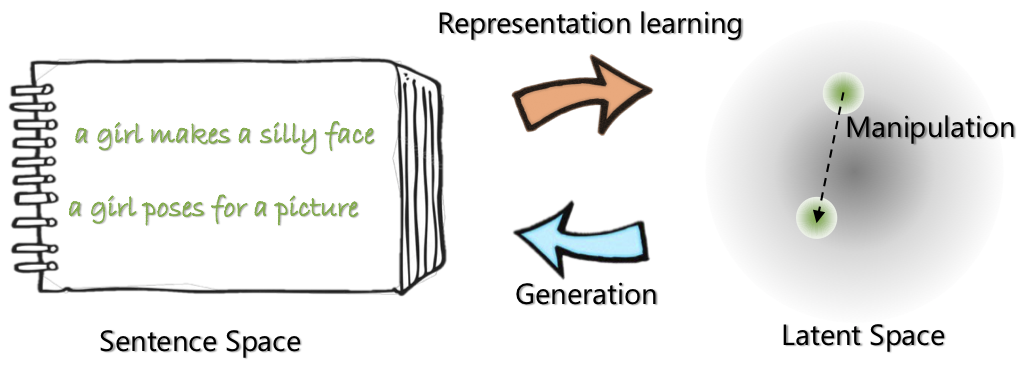 Representation learning
a girl makes a silly face
Manipulation
a girl poses for a picture
Generation
Sentence Space
Latent Space